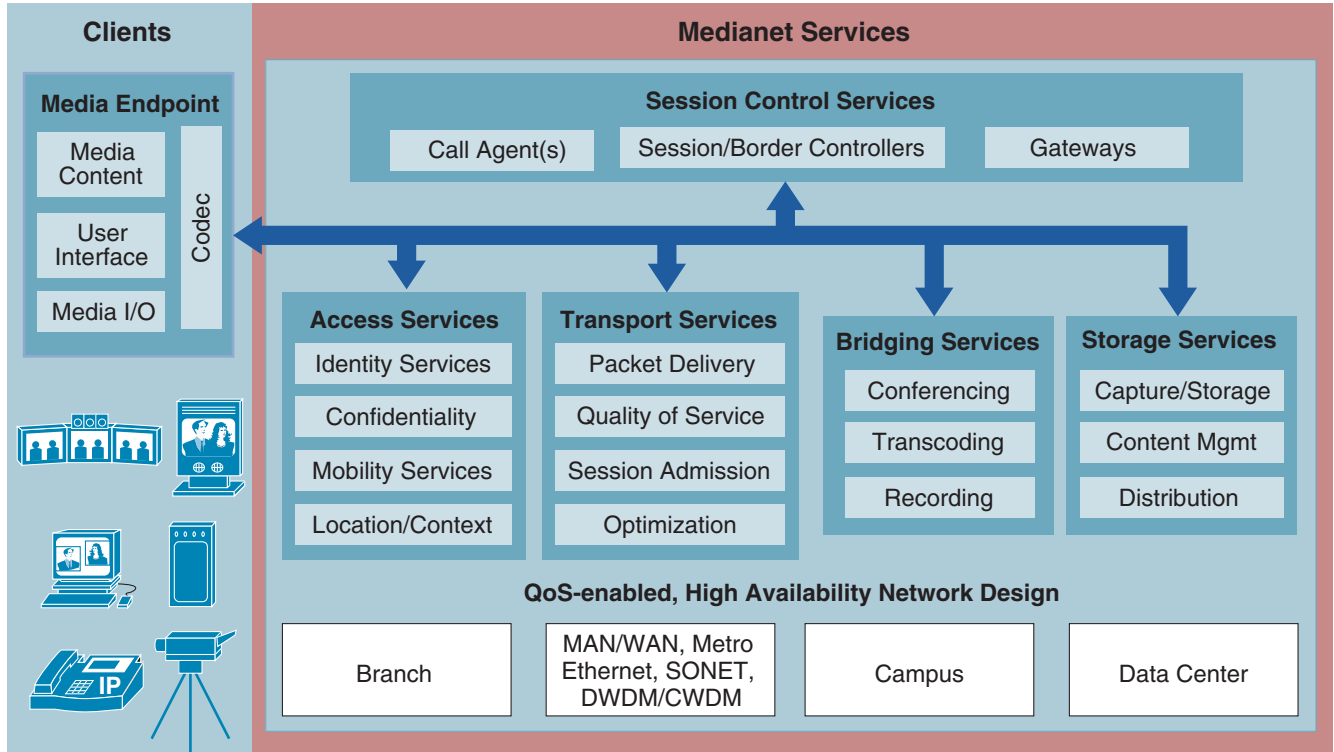 Clients
Medianet Services
Media Endpoint
Media
Content
User
Interface
Media I/O
Codec
Session Control Services
Call Agent(s)
Session/Border Controllers
Gateways
Access Services
Identity Services
Confidentiality
Mobility Services
Location/Context
Transport Services
Packet Delivery
Quality of Service
Session Admission
Optimization
Bridging Services
Conferencing
Transcoding
Recording
Storage Services
Capture/Storage
Content Mgmt
Distribution
IP
QoS-enabled, High Availability Network Design
Branch
MAN/WAN, Metro
Ethernet, SONET,
DWDM/CWDM
Campus
Data Center